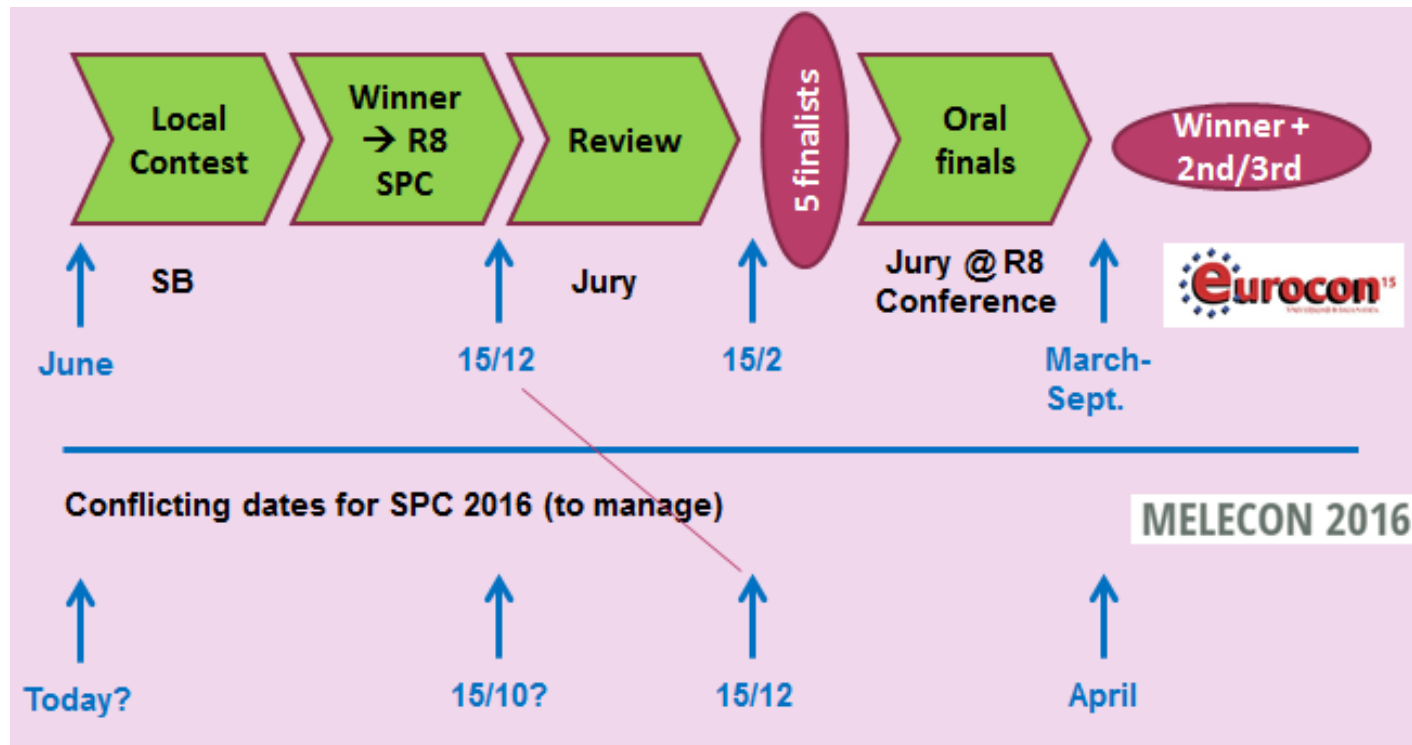 Local
Contest
Winner
→ R8
SPC
Review
5 finalists
Oral
finals
Winner +
2nd/3rd
SB
Jury
Jury @ R8
Conference
eurocon 15
June
15/12
15/2
March-
Sept.
Conflicting dates for SPC 2016 (to manage)
MELECON 2016
Today?
15/10?
15/12
April